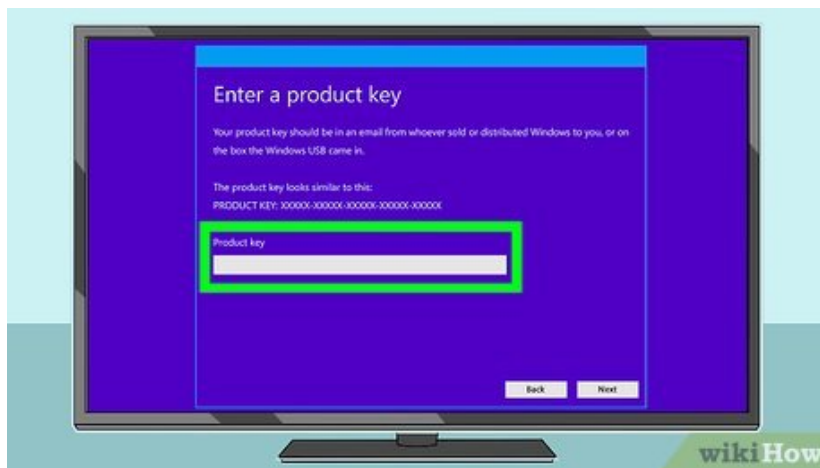 Enter a product key
Your product key should be in an email from whoever sold or distributed Windows to you, or on
the box the Windows USB came in.
The product key looks similar to this:
PRODUCT KEY: XXXXX-XXXXX-XXXXX-XXXXX-XXXXX
Product key
Back Next
wikiHow